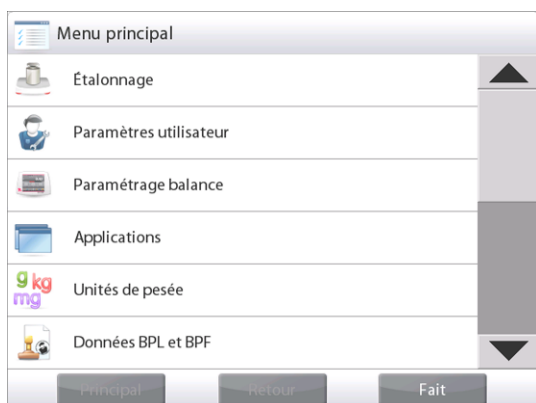 Menu principal
Étalonnage
Paramètres utilisateur
Paramétrage balance
Applications
g kg
mg
Unités de pesée
Données BPL et BPF
Principal Retour Fait